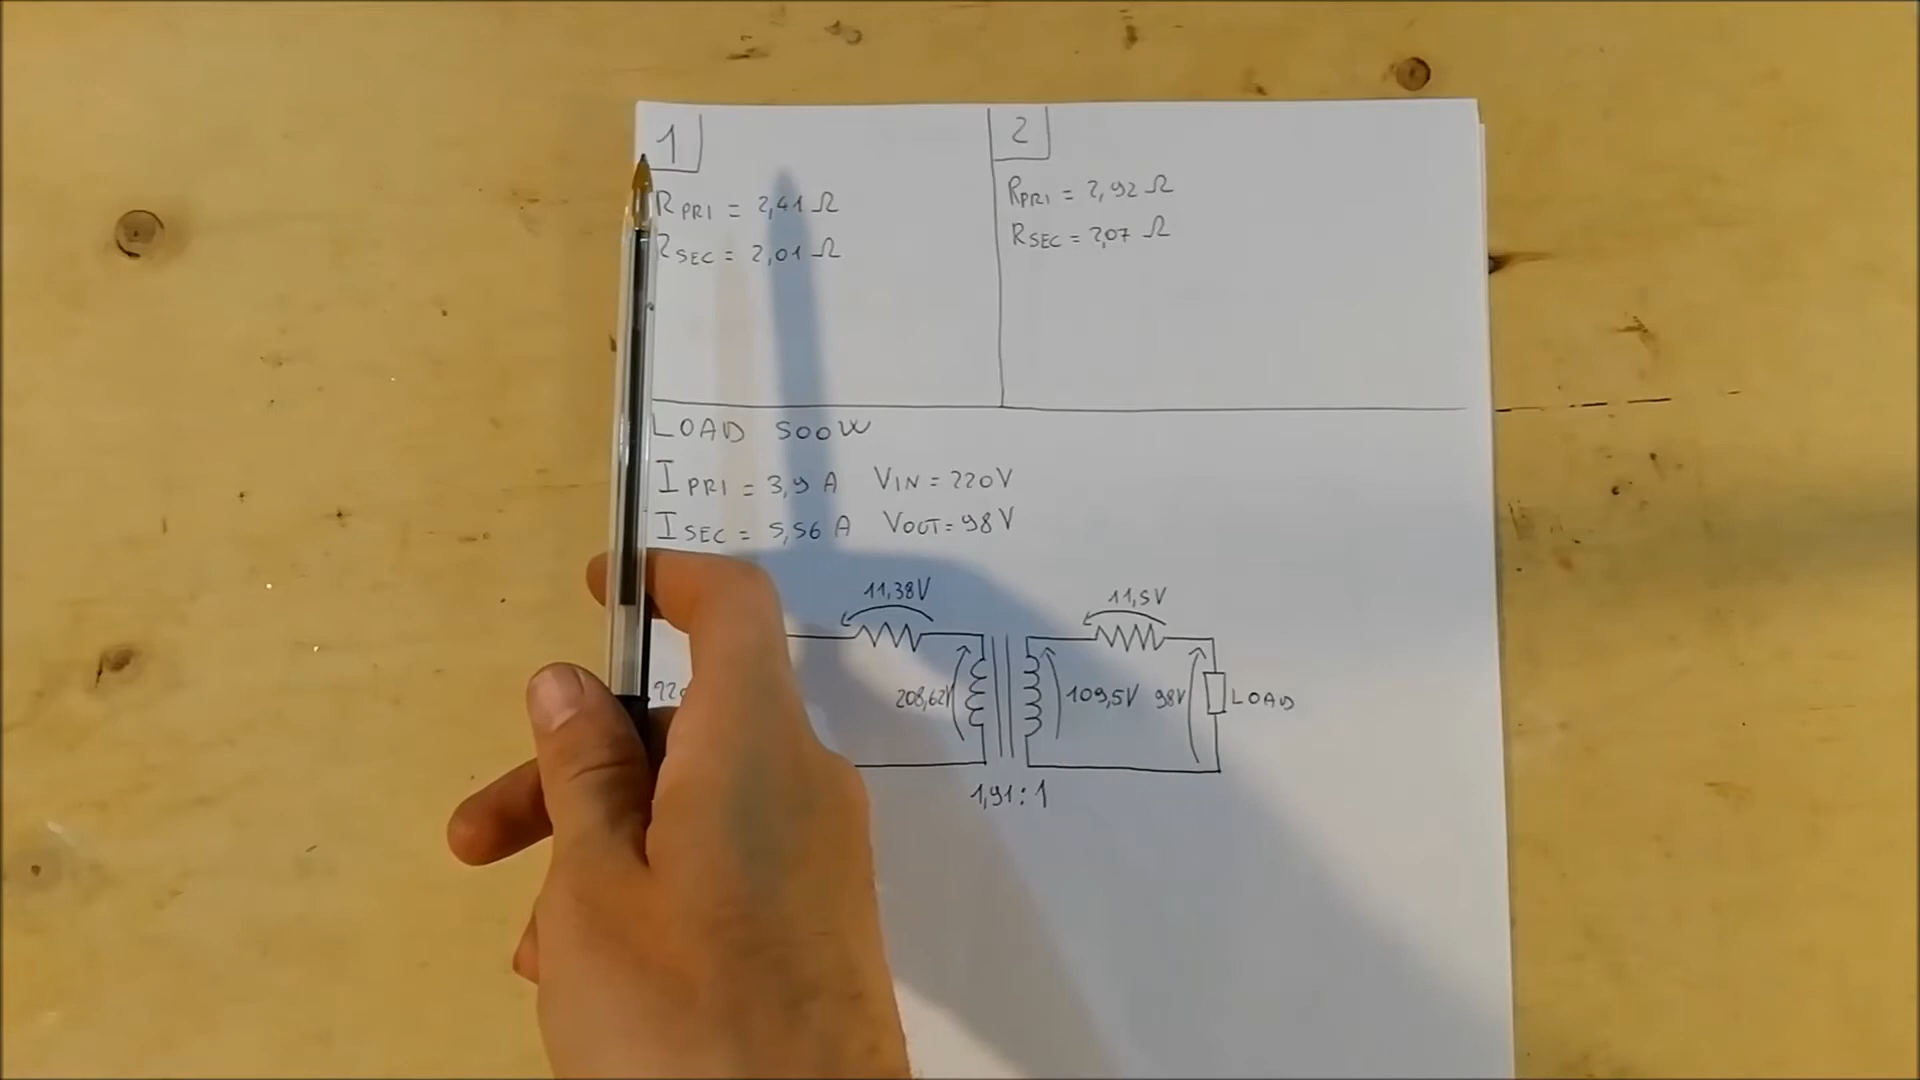 1
RPRI = 2,41 Ω
RSEC = 2,01 Ω
2
RPRI = 2,92 Ω
RSEC = 2,07 Ω
LOAD 500W
IPRI = 3,9 A VIN = 220V
ISEC = 5,56 A VOUT = 98V
11,38V
11,5V
208,62V
109,5V
98V
LOAD
1,91:1